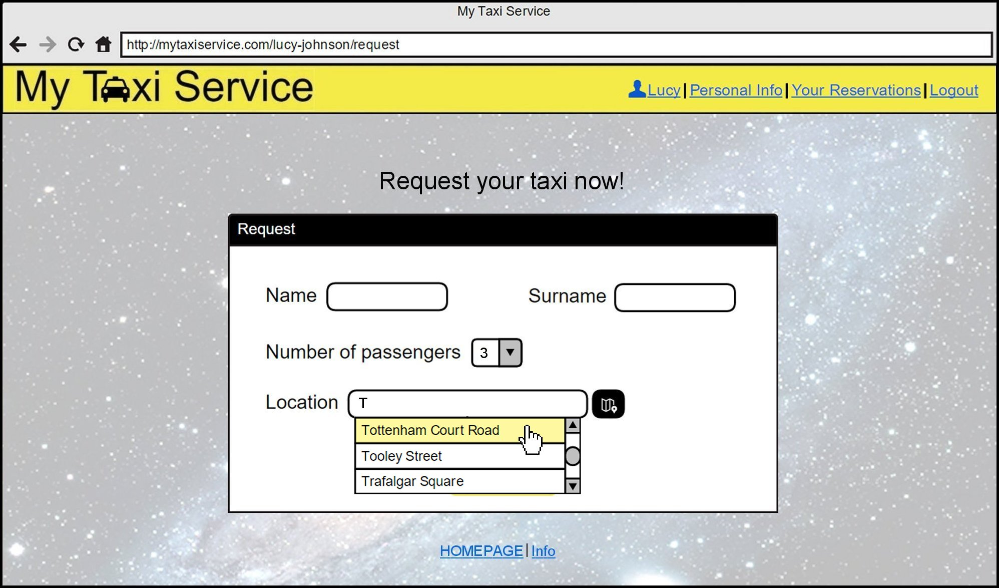 My Taxi Service
http://mytaxiservice.com/lucy-johnson/request
My Taxi Service
Lucy | Personal Info | Your Reservations | Logout
Request your taxi now!
Request
Name
Surname
Number of passengers 3
Location T
Tottenham Court Road
Tooley Street
Trafalgar Square
HOMEPAGE | Info